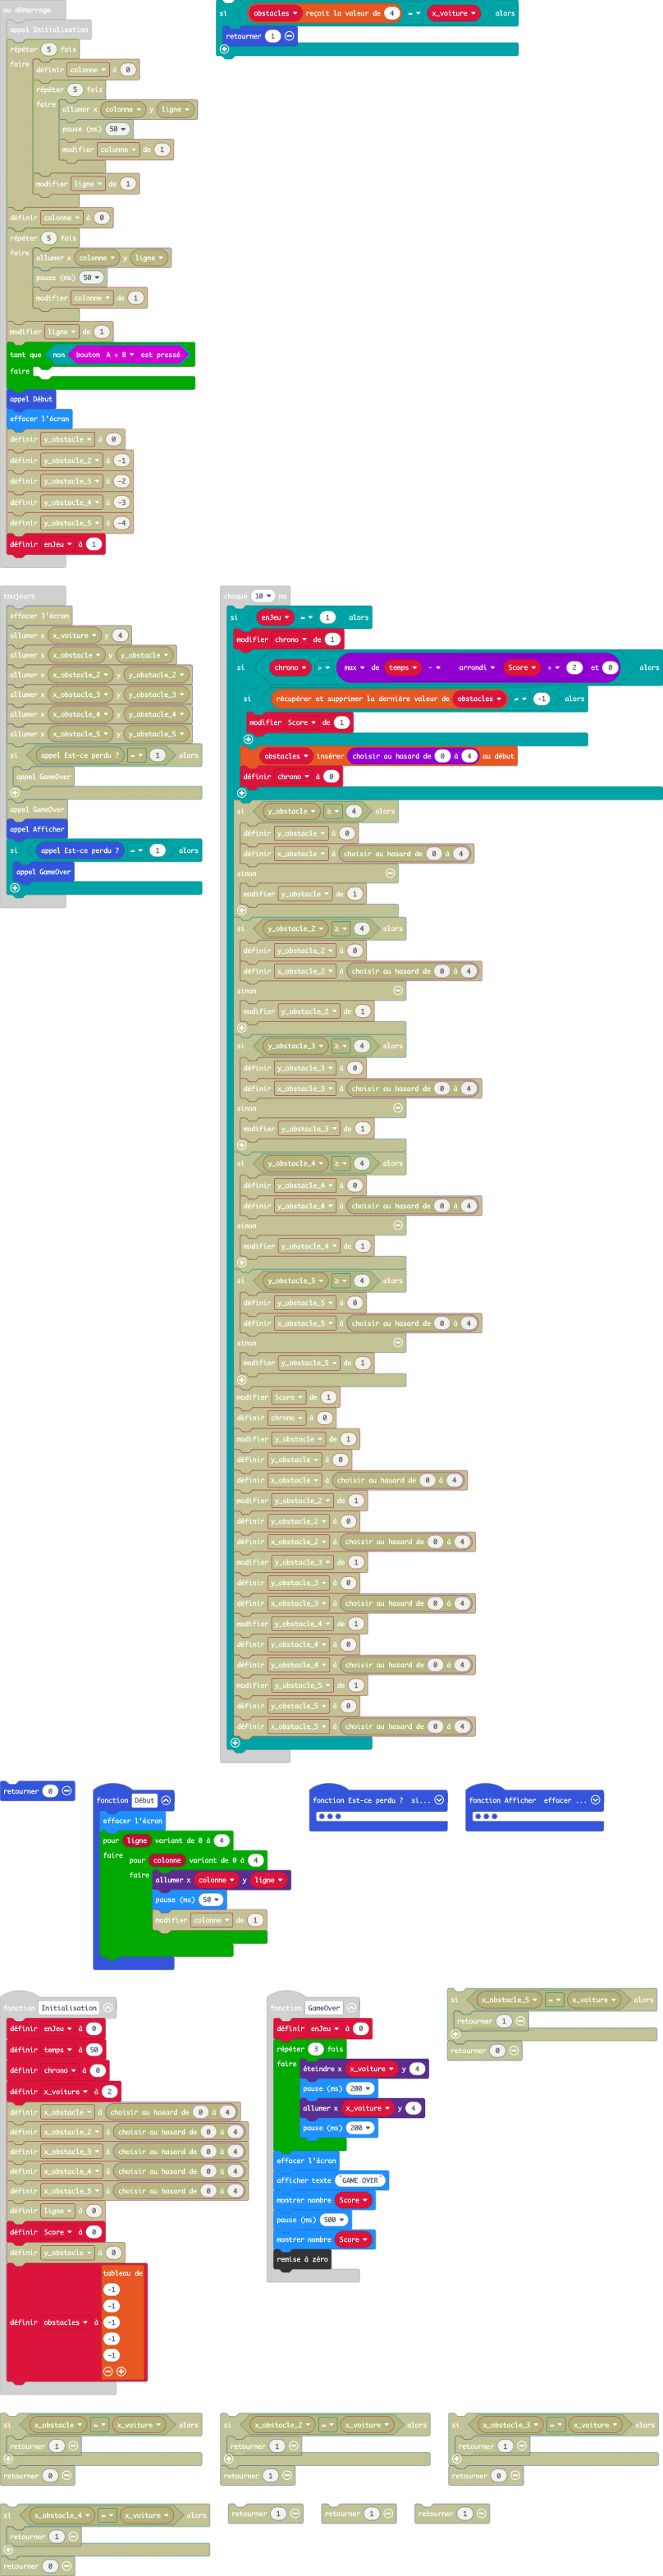 au démarrage
appel Initialisation
répéter 5 fois
faire
définir colonne à 0
répéter 5 fois
faire
allumer x colonne y ligne
pause (ms) 50
modifier colonne de 1
modifier ligne de 1
définir colonne à 0
répéter 5 fois
faire
allumer x colonne y ligne
pause (ms) 50
modifier colonne de 1
modifier ligne de 1
tant que non bouton A + B est pressé
faire
appel Début
effacer l'écran
définir y_obstacle à 0
définir y_obstacle_2 à -1
définir y_obstacle_3 à -2
définir y_obstacle_4 à -3
définir y_obstacle_5 à -4
définir enJeu à 1
si obstacles reçoit la valeur de 4 = x_voiture alors
retourner 1
toujours
effacer l'écran
allumer x x_voiture y 4
allumer x x_obstacle y y_obstacle
allumer x x_obstacle_2 y y_obstacle_2
allumer x x_obstacle_3 y y_obstacle_3
allumer x x_obstacle_4 y y_obstacle_4
allumer x x_obstacle_5 y y_obstacle_5
si appel Est-ce perdu ? = 1 alors
appel GameOver
appel GameOver
appel Afficher
si appel Est-ce perdu ? = 1 alors
appel GameOver
chaque 10 ms
si enJeu = 1 alors
modifier chrono de 1
si chrono > max de temps - arrondi Score ÷ 2 et 0 alors
si récupérer et supprimer la dernière valeur de obstacles ≠ -1 alors
modifier Score de 1
obstacles insérer choisir au hasard de 0 à 4 au début
définir chrono à 0
si y_obstacle ≥ 4 alors
définir y_obstacle à 0
définir x_obstacle à choisir au hasard de 0 à 4
sinon
modifier y_obstacle de 1
si y_obstacle_2 ≥ 4 alors
définir y_obstacle_2 à 0
définir x_obstacle_2 à choisir au hasard de 0 à 4
sinon
modifier y_obstacle_2 de 1
si y_obstacle_3 ≥ 4 alors
définir y_obstacle_3 à 0
définir x_obstacle_3 à choisir au hasard de 0 à 4
sinon
modifier y_obstacle_3 de 1
si y_obstacle_4 ≥ 4 alors
définir y_obstacle_4 à 0
définir y_obstacle_4 à choisir au hasard de 0 à 4
sinon
modifier y_obstacle_4 de 1
si y_obstacle_5 ≥ 4 alors
définir y_obstacle_5 à 0
définir x_obstacle_5 à choisir au hasard de 0 à 4
sinon
modifier y_obstacle_5 de 1
modifier Score de 1
définir chrono à 0
modifier y_obstacle de 1
définir y_obstacle à 0
définir x_obstacle à choisir au hasard de 0 à 4
modifier y_obstacle_2 de 1
définir y_obstacle_2 à 0
définir x_obstacle_2 à choisir au hasard de 0 à 4
modifier y_obstacle_3 de 1
définir y_obstacle_3 à 0
définir x_obstacle_3 à choisir au hasard de 0 à 4
modifier y_obstacle_4 de 1
définir y_obstacle_4 à 0
définir y_obstacle_4 à choisir au hasard de 0 à 4
modifier y_obstacle_5 de 1
définir y_obstacle_5 à 0
définir x_obstacle_5 à choisir au hasard de 0 à 4
retourner 0
fonction Début
effacer l'écran
pour ligne variant de 0 à 4
faire
pour colonne variant de 0 à 4
faire
allumer x colonne y ligne
pause (ms) 50
modifier colonne de 1
fonction Est-ce perdu ? si...
fonction Afficher effacer ...
fonction Initialisation
définir enJeu à 0
définir temps à 50
définir chrono à 0
définir x_voiture à 2
définir x_obstacle à choisir au hasard de 0 à 4
définir x_obstacle_2 à choisir au hasard de 0 à 4
définir x_obstacle_3 à choisir au hasard de 0 à 4
définir x_obstacle_4 à choisir au hasard de 0 à 4
définir x_obstacle_5 à choisir au hasard de 0 à 4
définir ligne à 0
définir Score à 0
définir y_obstacle à 0
tableau de
-1
-1
définir obstacles à -1
-1
-1
fonction GameOver
définir enJeu à 0
répéter 3 fois
faire
éteindre x x_voiture y 4
pause (ms) 200
allumer x x_voiture y 4
pause (ms) 200
effacer l'écran
afficher texte "GAME OVER"
montrer nombre Score
pause (ms) 500
montrer nombre Score
remise à zéro
si x_obstacle_5 = x_voiture alors
retourner 1
retourner 0
si x_obstacle = x_voiture alors
retourner 1
retourner 0
si x_obstacle_2 = x_voiture alors
retourner 1
retourner 1
si x_obstacle_3 = x_voiture alors
retourner 1
retourner 0
si x_obstacle_4 = x_voiture alors
retourner 1
retourner 0
retourner 1
retourner 1
retourner 1